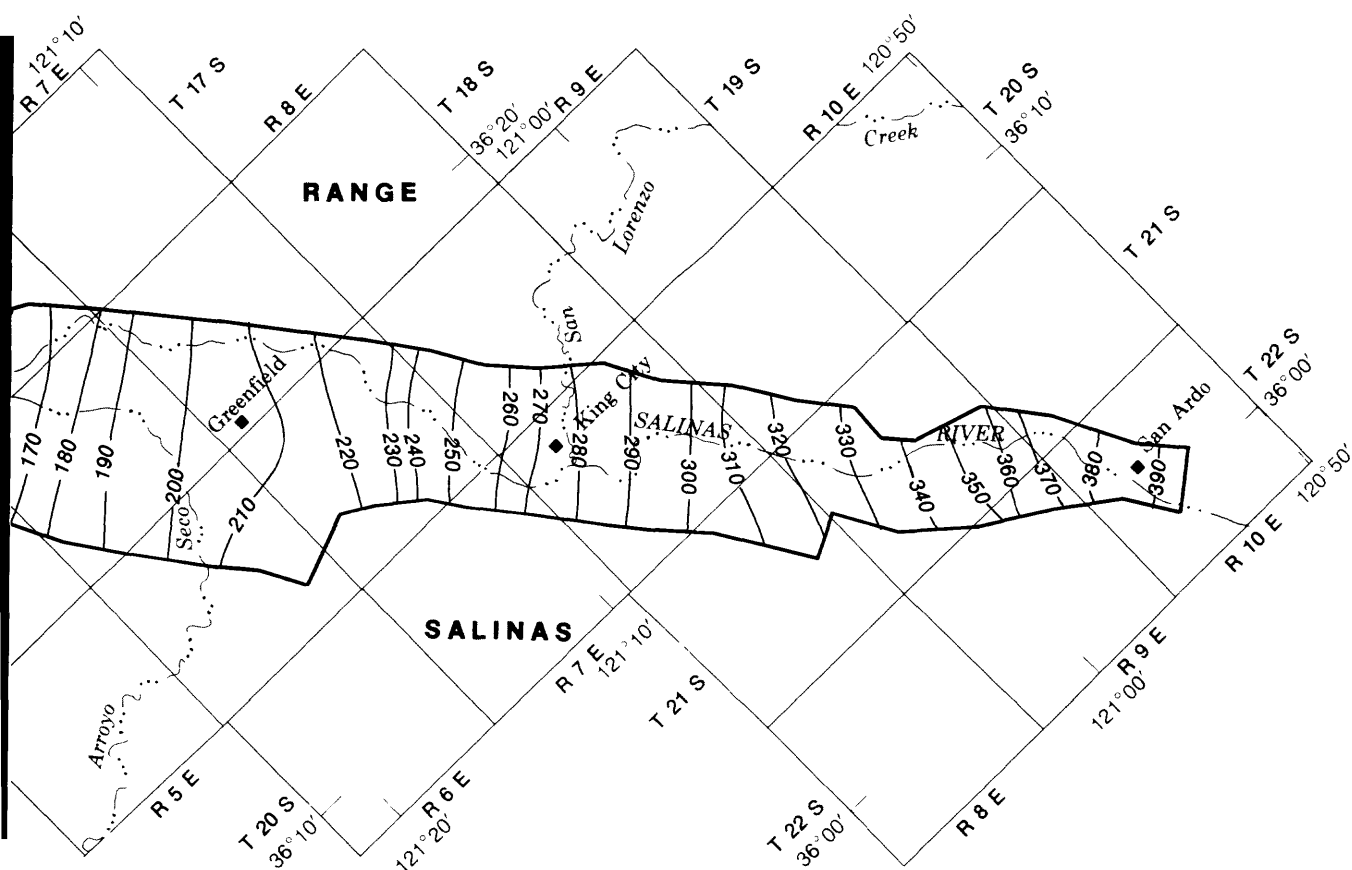 121°10′
R 7 E
T 17 S
R 8 E
T 18 S
36°20′
121°00′
R 9 E
T 19 S
R 10 E
120°50′
T 20 S
36°10′
Creek
RANGE
Lorenzo
T 21 S
San
T 22 S
36°00′
King City
Greenfield
SALINAS
RIVER
San Ardo
120°50′
170
180
190
200
210
220
230
240
250
260
270
280
290
300
310
320
330
340
350
360
370
380
390
Seco
R 10 E
SALINAS
R 7 E
121°10′
R 9 E
121°00′
T 21 S
Arroyo
R 5 E
R 6 E
T 20 S
36°10′
121°20′
T 22 S
36°00′
R 8 E